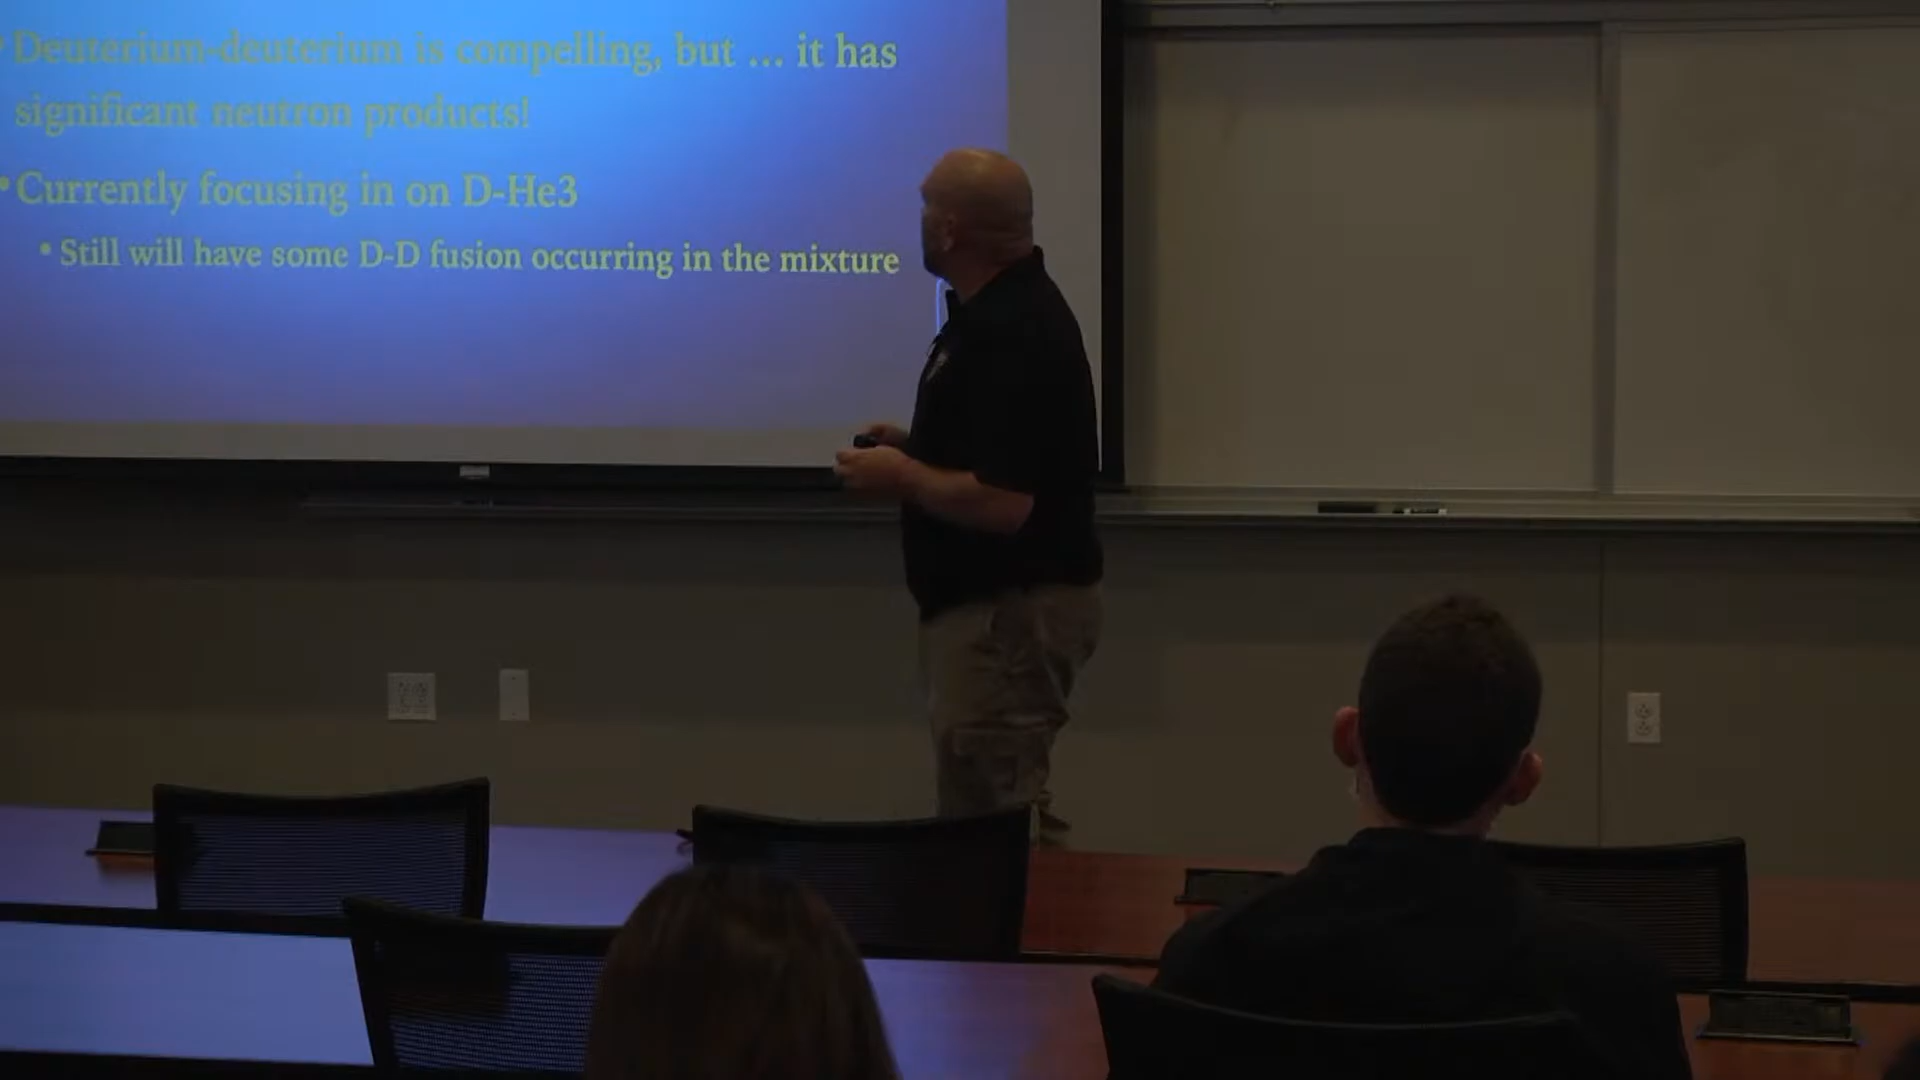 • Deuterium-deuterium is compelling, but ... it has
significant neutron products!
• Currently focusing in on D-He3
• Still will have some D-D fusion occurring in the mixture